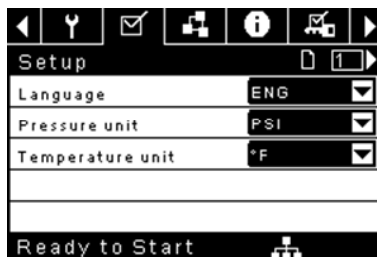 Setup 1
Language ENG
Pressure unit PSI
Temperature unit °F
Ready to Start